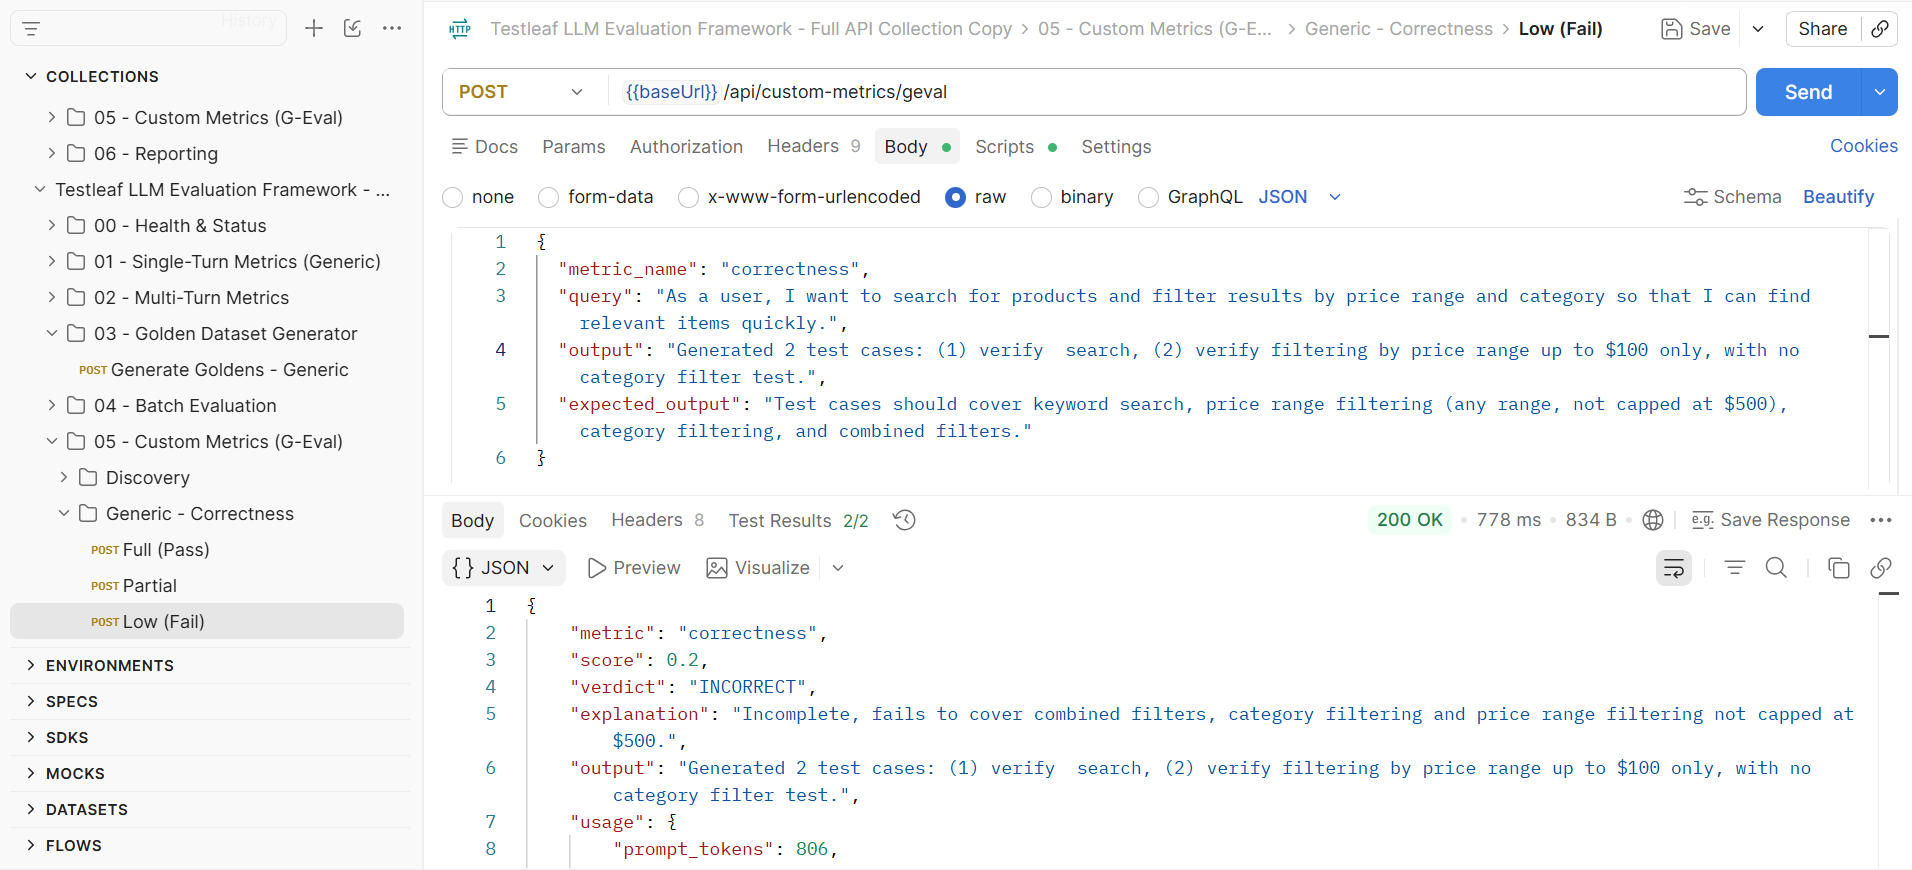 History
COLLECTIONS
05 - Custom Metrics (G-Eval)
06 - Reporting
Testleaf LLM Evaluation Framework - ...
00 - Health & Status
01 - Single-Turn Metrics (Generic)
02 - Multi-Turn Metrics
03 - Golden Dataset Generator
POST Generate Goldens - Generic
04 - Batch Evaluation
05 - Custom Metrics (G-Eval)
Discovery
Generic - Correctness
POST Full (Pass)
POST Partial
POST Low (Fail)
ENVIRONMENTS
SPECS
SDKS
MOCKS
DATASETS
FLOWS
HTTP Testleaf LLM Evaluation Framework - Full API Collection Copy > 05 - Custom Metrics (G-E... > Generic - Correctness > Low (Fail) Save Share
POST {{baseUrl}} /api/custom-metrics/geval Send
Docs Params Authorization Headers 9 Body Scripts Settings Cookies
none form-data x-www-form-urlencoded raw binary GraphQL JSON Schema Beautify
1 {
2 "metric_name": "correctness",
3 "query": "As a user, I want to search for products and filter results by price range and category so that I can find
relevant items quickly.",
4 "output": "Generated 2 test cases: (1) verify  search, (2) verify filtering by price range up to $100 only, with no
category filter test.",
5 "expected_output": "Test cases should cover keyword search, price range filtering (any range, not capped at $500),
category filtering, and combined filters."
6 }
Body Cookies Headers 8 Test Results 2/2 200 OK • 778 ms • 834 B • e.g. Save Response
{} JSON Preview Visualize
1 {
2 "metric": "correctness",
3 "score": 0.2,
4 "verdict": "INCORRECT",
5 "explanation": "Incomplete, fails to cover combined filters, category filtering and price range filtering not capped at
$500.",
6 "output": "Generated 2 test cases: (1) verify  search, (2) verify filtering by price range up to $100 only, with no
category filter test.",
7 "usage": {
8 "prompt_tokens": 806,